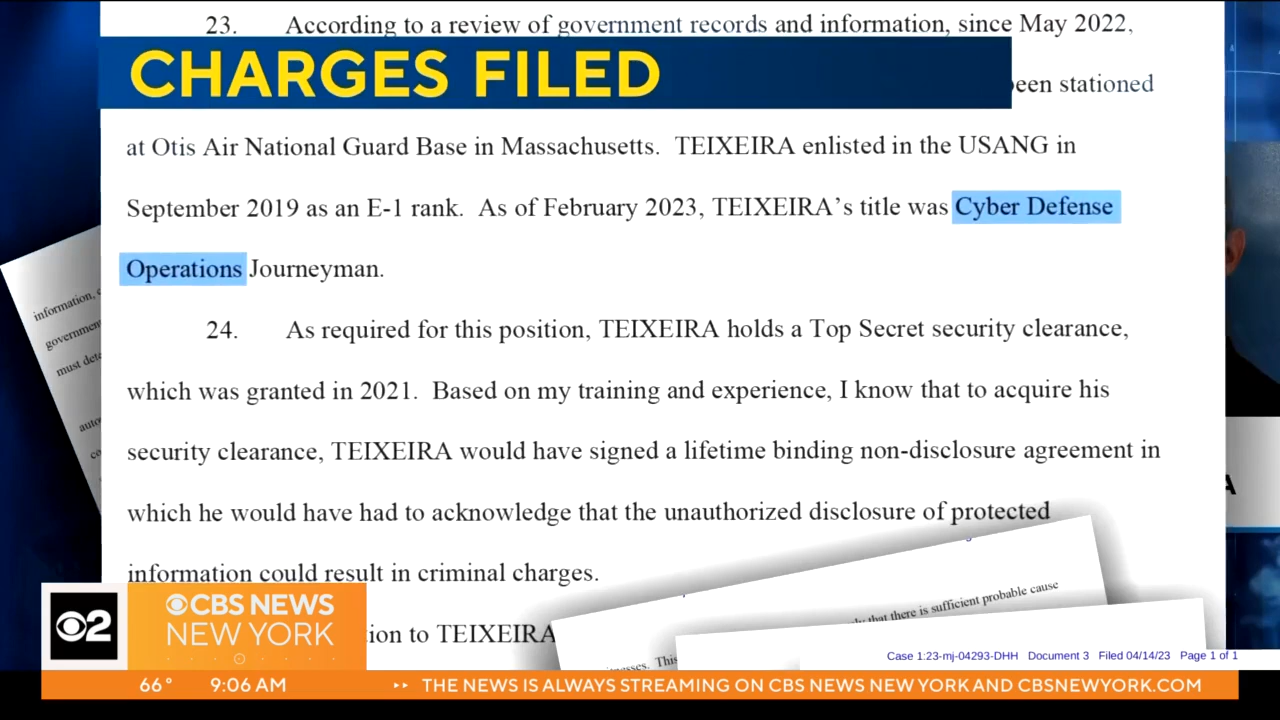 23. According to a review of government records and information, since May 2022,
CHARGES FILED
been stationed
at Otis Air National Guard Base in Massachusetts. TEIXEIRA enlisted in the USANG in
September 2019 as an E-1 rank. As of February 2023, TEIXEIRA's title was Cyber Defense
Operations Journeyman.
24. As required for this position, TEIXEIRA holds a Top Secret security clearance,
which was granted in 2021. Based on my training and experience, I know that to acquire his
security clearance, TEIXEIRA would have signed a lifetime binding non-disclosure agreement in
which he would have had to acknowledge that the unauthorized disclosure of protected
information could result in criminal charges.
to TEIXEIRA
information,
government
must
that there is sufficient probable cause
This
Case 1:23-mj-04293-DHH Document 3 Filed 04/14/23 Page 1 of 1
A
2
CBS NEWS
NEW YORK
66° 9:06 AM THE NEWS IS ALWAYS STREAMING ON CBS NEWS NEW YORK AND CBSNEWYORK.COM